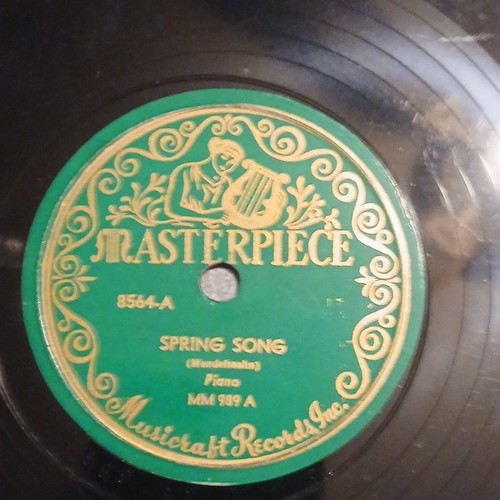 MASTERPIECE
8564-A
SPRING SONG
(Mendelssohn)
Piano
MM 989 A
Musicraft Records, Inc.